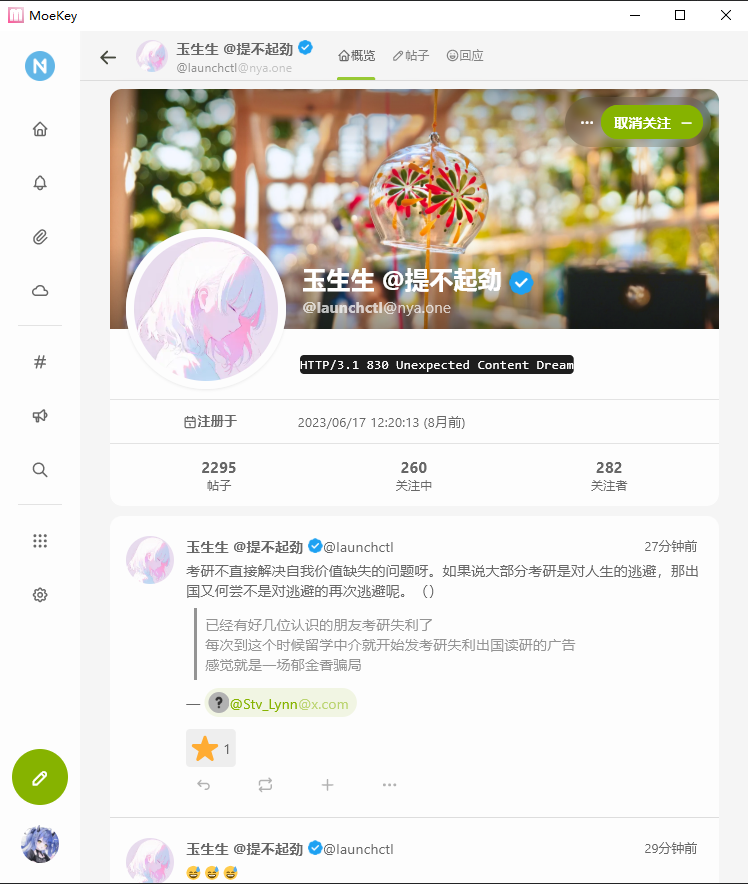 MoeKey
玉生生 @提不起劲
@launchctl@nya.one
概览 帖子 回应
取消关注
玉生生 @提不起劲
@launchctl@nya.one
HTTP/3.1 830 Unexpected Content Dream
注册于 2023/06/17 12:20:13 (8月前)
2295 260 282
帖子 关注中 关注者
玉生生 @提不起劲 @launchctl 27分钟前
考研不直接解决自我价值缺失的问题呀。如果说大部分考研是对人生的逃避，那出
国又何尝不是对逃避的再次逃避呢。（）
已经有好几位认识的朋友考研失利了
每次到这个时候留学中介就开始发考研失利出国读研的广告
感觉就是一场郁金香骗局
— @Stv_Lynn@x.com
1
玉生生 @提不起劲 @launchctl 29分钟前
😅😅😅